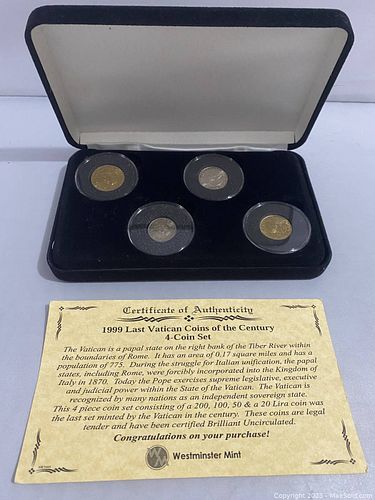 Certificate of Authenticity
1999 Last Vatican Coins of the Century
4-Coin Set
The Vatican is a papal state on the right bank of the Tiber River within
the boundaries of Rome. It has an area of 0.17 square miles and has a
population of 775. During the struggle for Italian unification, the papal
states, including Rome, were forcibly incorporated into the Kingdom of
Italy in 1870. Today the Pope exercises supreme legislative, executive
and judicial power within the State of the Vatican. The Vatican is
recognized by many nations as an independent sovereign state.
This 4 piece coin set consisting of a 200, 100, 50 & a 20 Lira coin was
the last set minted by the Vatican in the century. These coins are legal
tender and have been certified Brilliant Uncirculated.
Congratulations on your purchase!
Westminster Mint
Copyright 2023 - MaxSold.com